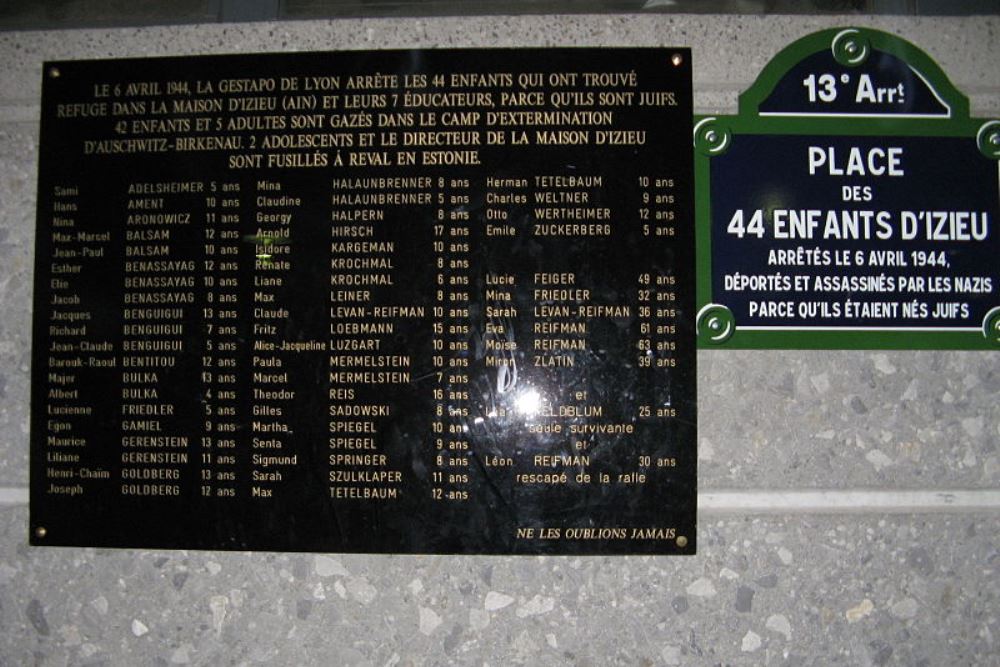 LE 6 AVRIL 1944, LA GESTAPO DE LYON ARRÊTE LES 44 ENFANTS QUI ONT TROUVÉ
REFUGE DANS LA MAISON D'IZIEU (AIN) ET LEURS 7 ÉDUCATEURS, PARCE QU'ILS SONT JUIFS.
42 ENFANTS ET 5 ADULTES SONT GAZÉS DANS LE CAMP D'EXTERMINATION
D'AUSCHWITZ-BIRKENAU. 2 ADOLESCENTS ET LE DIRECTEUR DE LA MAISON D'IZIEU
SONT FUSILLÉS À REVAL EN ESTONIE.
Sami ADELSHEIMER 5 ans
Hans AMENT 10 ans
Nina ARONOWICZ 11 ans
Max-Marcel BALSAM 12 ans
Jean-Paul BALSAM 10 ans
Esther BENASSAYAG 12 ans
Elie BENASSAYAG 10 ans
Jacob BENASSAYAG 8 ans
Jacques BENGUIGUI 13 ans
Richard BENGUIGUI 7 ans
Jean-Claude BENGUIGUI 5 ans
Barouk-Raoul BENTITOU 12 ans
Majer BULKA 13 ans
Albert BULKA 4 ans
Lucienne FRIEDLER 5 ans
Egon GAMIEL 9 ans
Maurice GERENSTEIN 13 ans
Liliane GERENSTEIN 11 ans
Henri-Chaïm GOLDBERG 13 ans
Joseph GOLDBERG 12 ans
Mina HALAUNBRENNER 8 ans
Claudine HALAUNBRENNER 5 ans
Georgy HALPERN 8 ans
Arnold HIRSCH 17 ans
Isidore KARGEMAN 10 ans
Renate KROCHMAL 8 ans
Liane KROCHMAL 6 ans
Max LEINER 8 ans
Claude LEVAN-REIFMAN 10 ans
Fritz LOEBMANN 15 ans
Alice-Jacqueline LUZGART 10 ans
Paula MERMELSTEIN 10 ans
Marcel MERMELSTEIN 7 ans
Theodor REIS 16 ans
Gilles SADOWSKI 8 ans
Martha SPIEGEL 10 ans
Senta SPIEGEL 9 ans
Sigmund SPRINGER 8 ans
Sarah SZULKLAPER 11 ans
Max TETELBAUM 12 ans
Herman TETELBAUM 10 ans
Charles WELTNER 9 ans
Otto WERTHEIMER 12 ans
Emile ZUCKERBERG 5 ans
Lucie FEIGER 49 ans
Mina FRIEDLER 32 ans
Sarah LEVAN-REIFMAN 36 ans
Eva REIFMAN 61 ans
Moïse REIFMAN 63 ans
Miron ZLATIN 39 ans
et
FELDBLUM 25 ans
seule survivante
et
Léon REIFMAN 30 ans
rescapé de la rafle
NE LES OUBLIONS JAMAIS
13e Arrt
PLACE
DES
44 ENFANTS D'IZIEU
ARRÊTÉS LE 6 AVRIL 1944,
DÉPORTÉS ET ASSASSINÉS PAR LES NAZIS
PARCE QU'ILS ÉTAIENT NÉS JUIFS